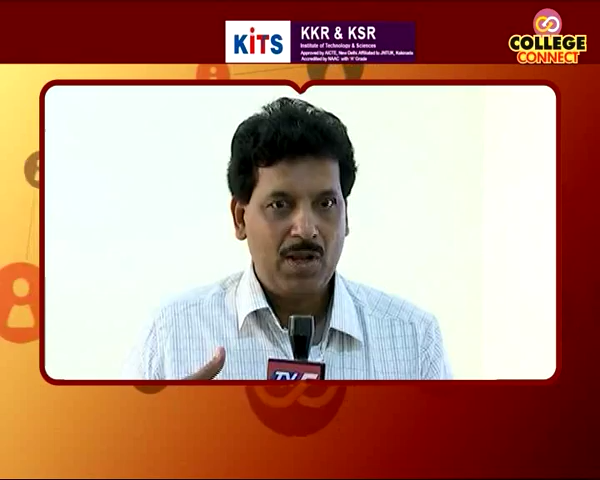 KiTS
KKR & KSR
Institute of Technology & Sciences
Approved by AICTE, New Delhi Affiliated to JNTUK, Kakinada
Accredited by NAAC with 'A' Grade
COLLEGE
CONNECT
TV5